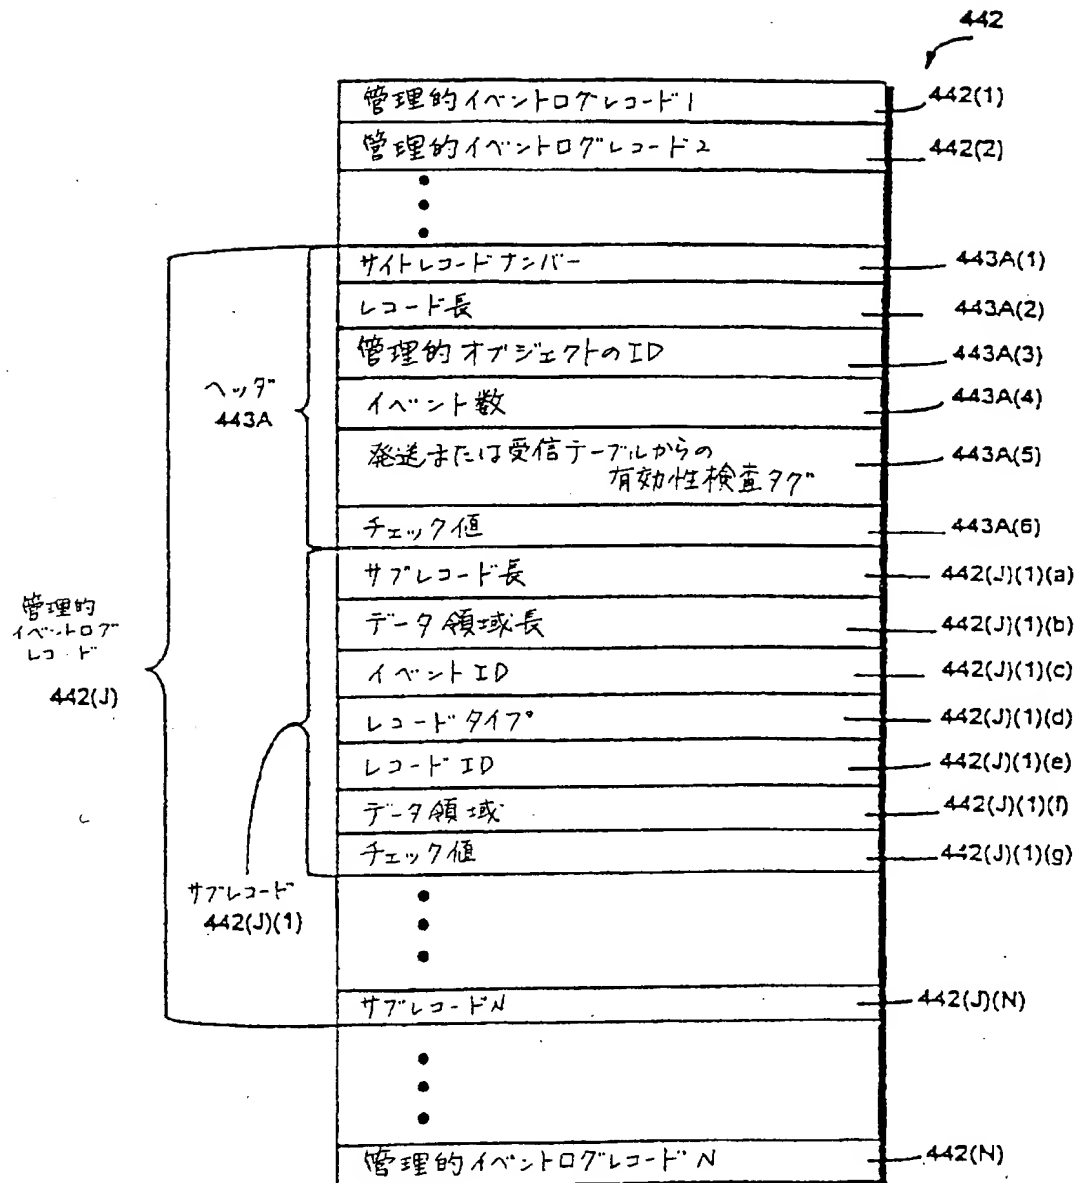 442
管理的イベントログレコード1 442(1)
管理的イベントログレコード2 442(2)
サイトレコードナンバー 443A(1)
レコード長 443A(2)
管理的オブジェクトのID 443A(3)
ヘッダ
443A
イベント数 443A(4)
発送または受信テーブルからの
有効性検査タグ 443A(5)
チェック値 443A(6)
サブレコード長 442(J)(1)(a)
管理的
イベントログ
レコード
442(J)
データ領域長 442(J)(1)(b)
イベントID 442(J)(1)(c)
レコードタイプ 442(J)(1)(d)
レコードID 442(J)(1)(e)
データ領域 442(J)(1)(f)
チェック値 442(J)(1)(g)
サブレコード
442(J)(1)
サブレコードN 442(J)(N)
管理的イベントログレコードN 442(N)